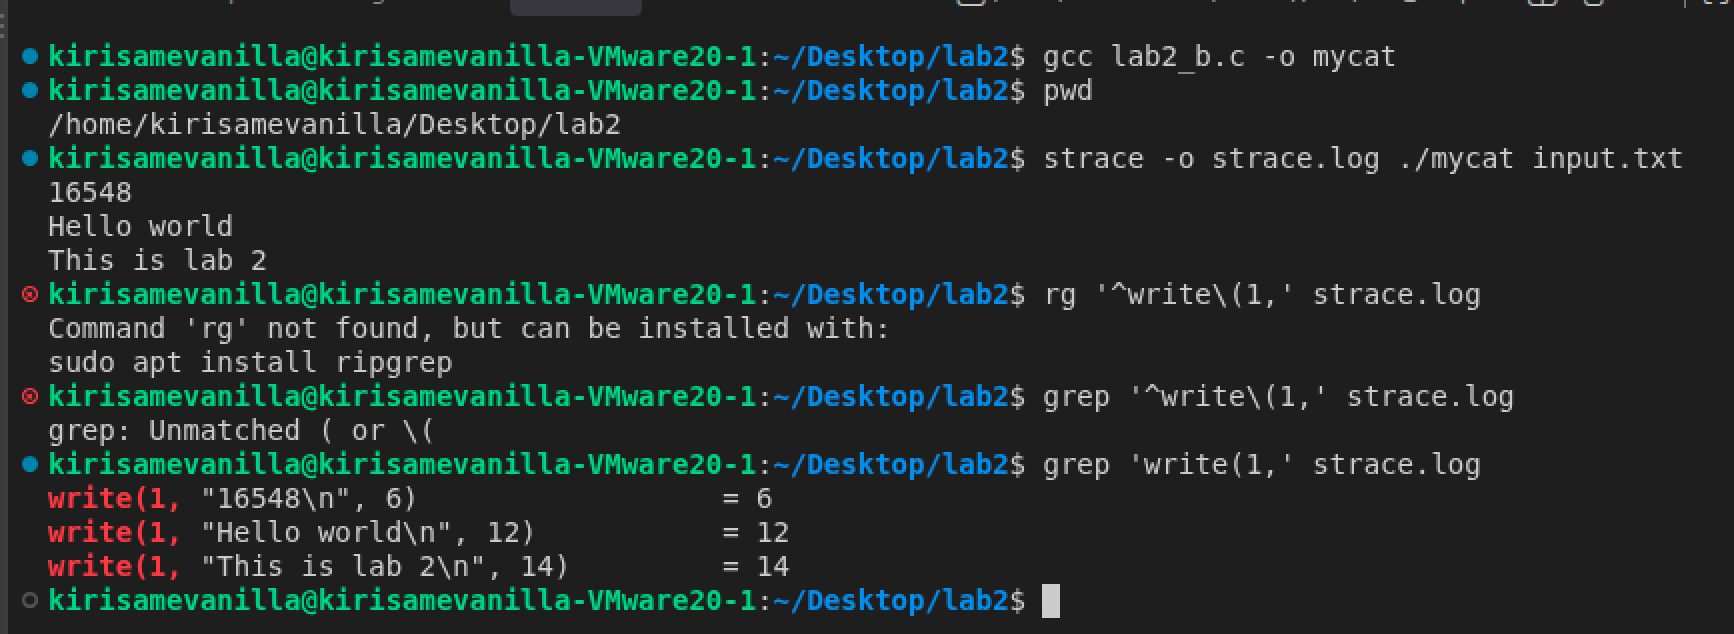 kirisamevanilla@kirisamevanilla-VMware20-1:~/Desktop/lab2$ gcc lab2_b.c -o mycat
kirisamevanilla@kirisamevanilla-VMware20-1:~/Desktop/lab2$ pwd
/home/kirisamevanilla/Desktop/lab2
kirisamevanilla@kirisamevanilla-VMware20-1:~/Desktop/lab2$ strace -o strace.log ./mycat input.txt
16548
Hello world
This is lab 2
kirisamevanilla@kirisamevanilla-VMware20-1:~/Desktop/lab2$ rg '^write\(1,' strace.log
Command 'rg' not found, but can be installed with:
sudo apt install ripgrep
kirisamevanilla@kirisamevanilla-VMware20-1:~/Desktop/lab2$ grep '^write\(1,' strace.log
grep: Unmatched ( or \(
kirisamevanilla@kirisamevanilla-VMware20-1:~/Desktop/lab2$ grep 'write(1,' strace.log
write(1, "16548\n", 6)                  = 6
write(1, "Hello world\n", 12)           = 12
write(1, "This is lab 2\n", 14)         = 14
kirisamevanilla@kirisamevanilla-VMware20-1:~/Desktop/lab2$